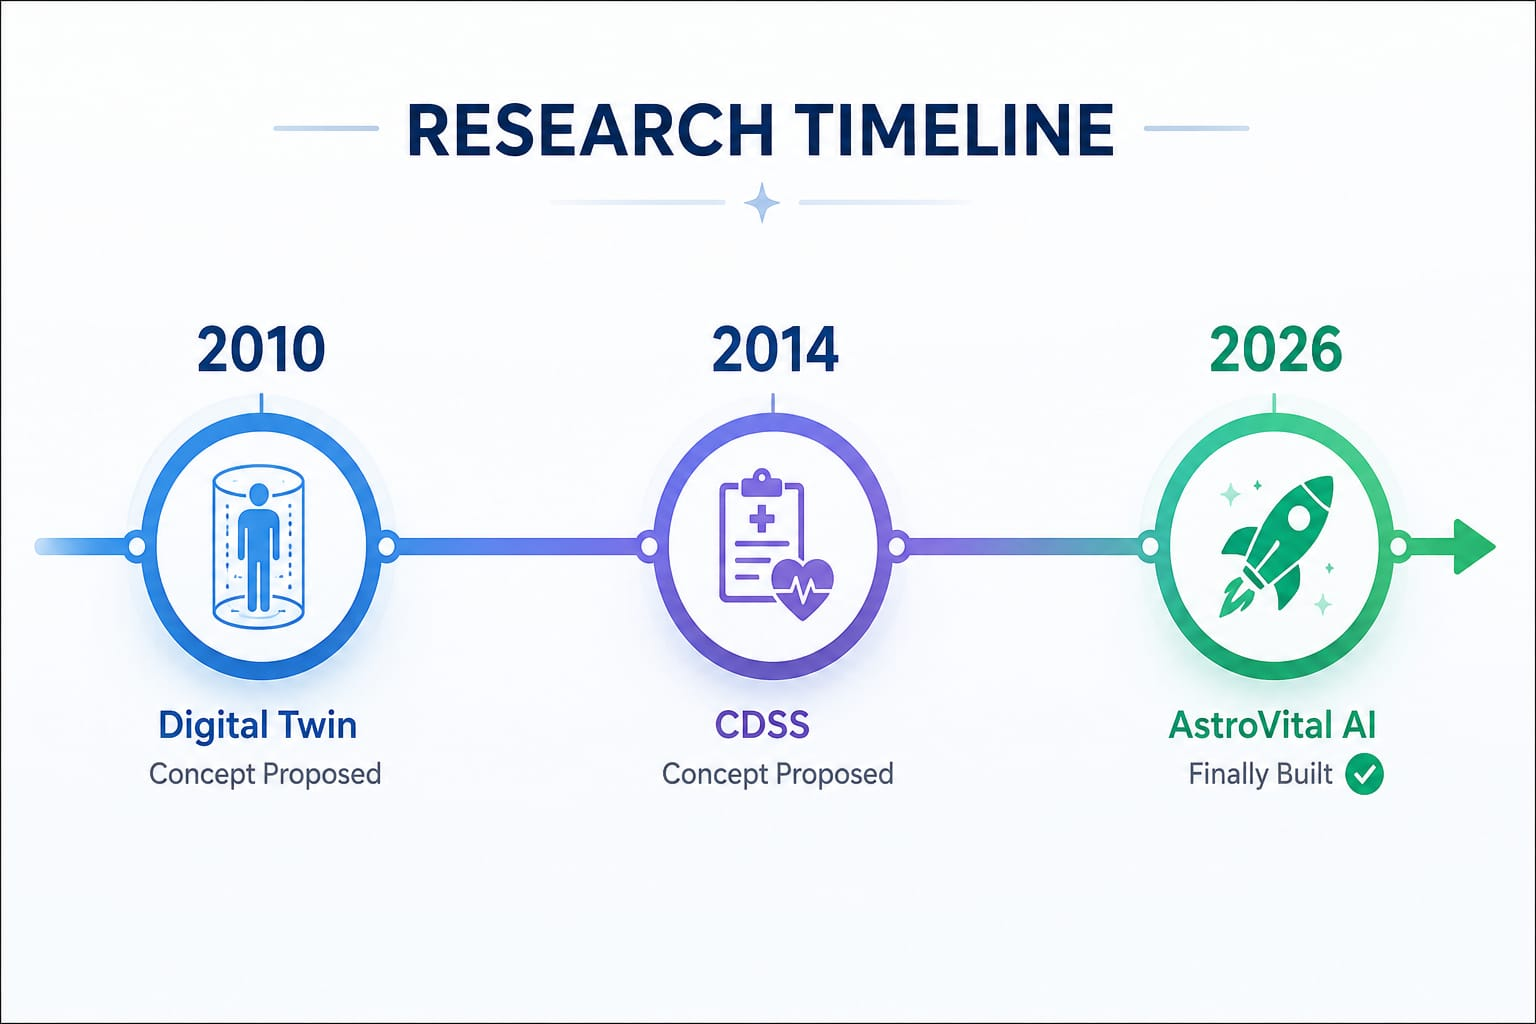 RESEARCH TIMELINE
2010
2014
2026
Digital Twin
CDSS
AstroVital AI
Concept Proposed
Concept Proposed
Finally Built